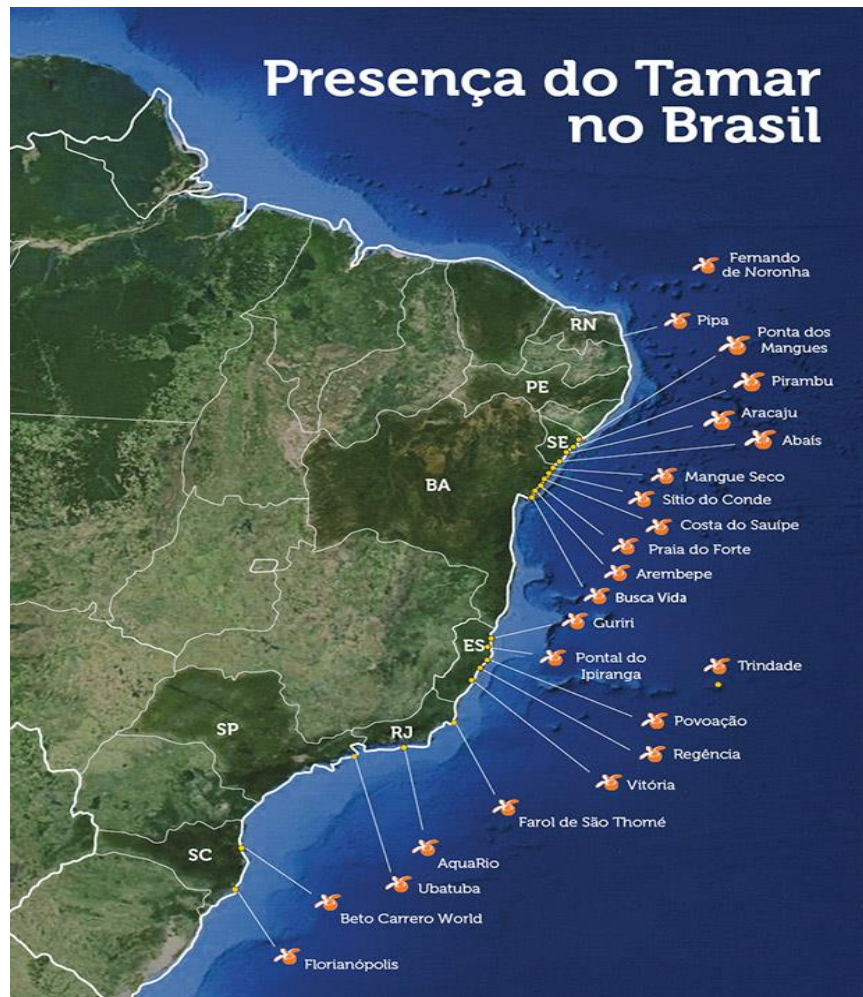 Presença do Tamar
no Brasil
Fernando
de Noronha
RN
Pipa
Ponta dos
Mangues
PE
Pirambu
Aracaju
SE
Abaís
BA
Mangue Seco
Sítio do Conde
Costa do Sauípe
Praia do Forte
Arembepe
Busca Vida
Guriri
ES
Pontal do
Ipiranga
Trindade
SP
RJ
Povoação
Regência
Vitória
Farol de São Thomé
SC
AquaRio
Ubatuba
Beto Carrero World
Florianópolis